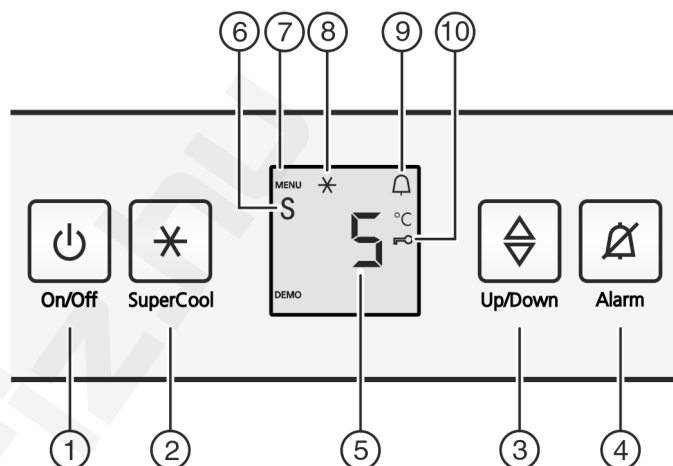 6 7 8 9 10
MENU
S
°C
5
DEMO
On/Off SuperCool Up/Down Alarm
1 2 5 3 4